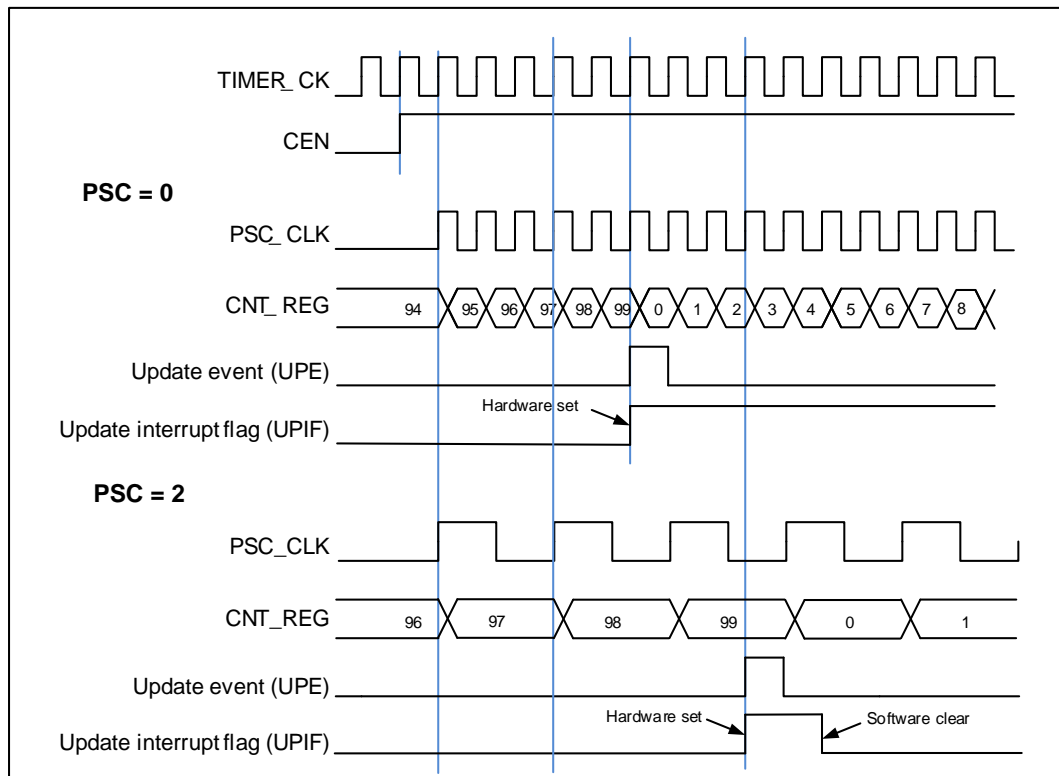 TIMER_CK
CEN
PSC = 0
PSC_CLK
CNT_REG 94 95 96 97 98 99 0 1 2 3 4 5 6 7 8
Update event (UPE)
Hardware set
Update interrupt flag (UPIF)
PSC = 2
PSC_CLK
CNT_REG 96 97 98 99 0 1
Update event (UPE)
Hardware set Software clear
Update interrupt flag (UPIF)